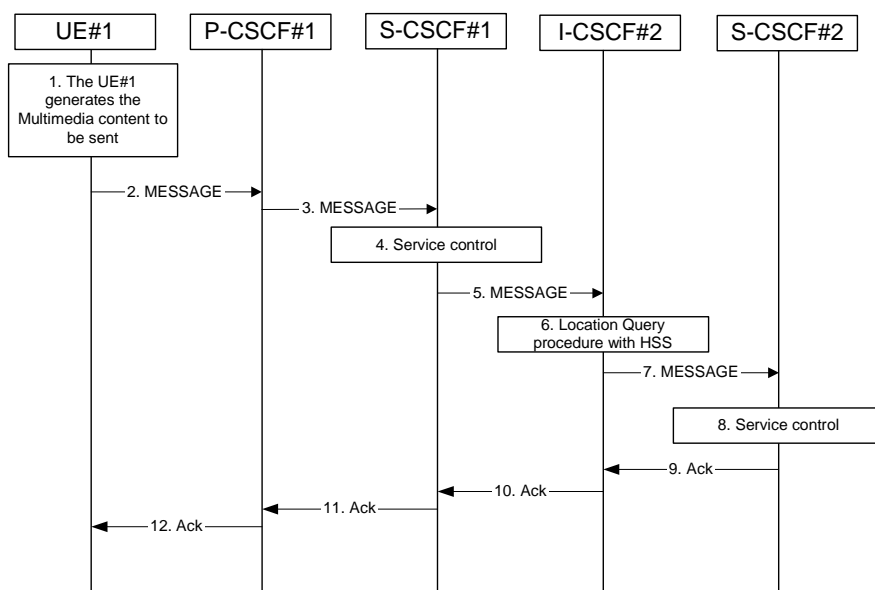 UE#1
P-CSCF#1
S-CSCF#1
I-CSCF#2
S-CSCF#2
1. The UE#1
generates the
Multimedia content to
be sent
2. MESSAGE
3. MESSAGE
4. Service control
5. MESSAGE
6. Location Query
procedure with HSS
7. MESSAGE
8. Service control
9. Ack
10. Ack
11. Ack
12. Ack